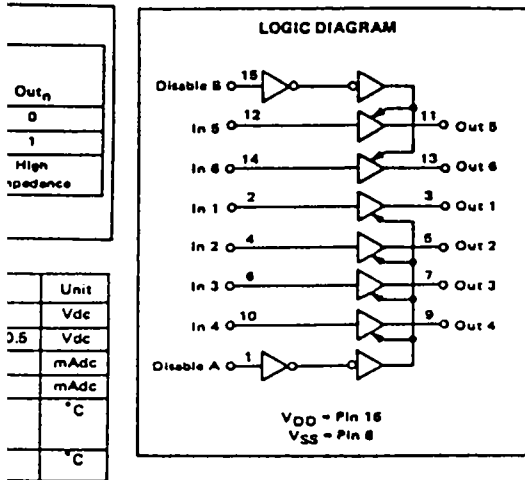 Outn
0
1
High
mpedance
Unit
Vdc
0.5 Vdc
mAdc
mAdc
°C
°C
LOGIC DIAGRAM
Disable B 15
In 5 12 11 Out 5
In 6 14 13 Out 6
In 1 2 3 Out 1
In 2 4 5 Out 2
In 3 6 7 Out 3
In 4 10 9 Out 4
Disable A 1
VDD = Pin 16
VSS = Pin 8